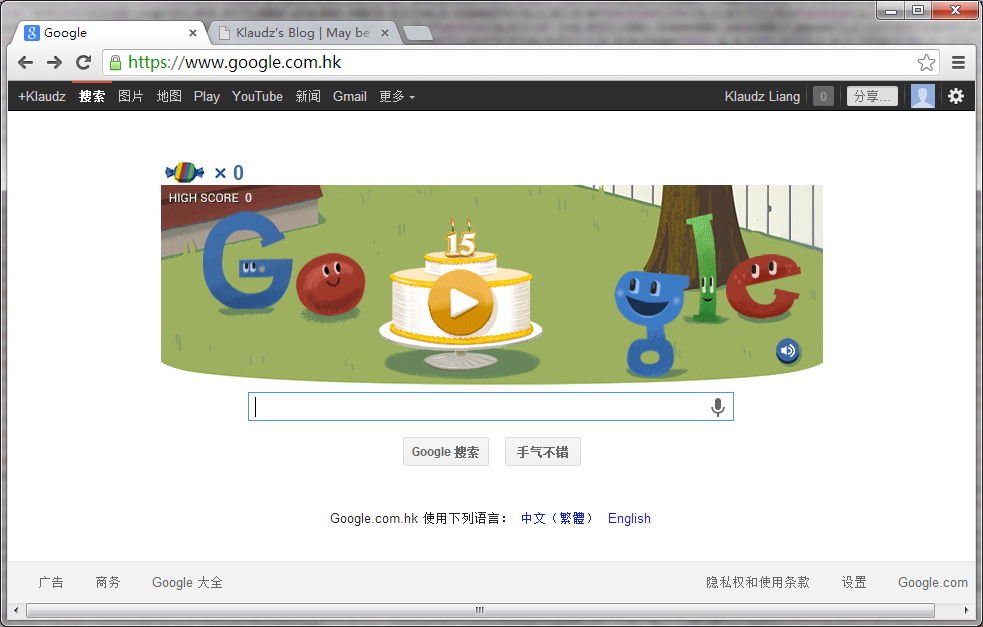 Google
Klaudz's Blog | May be
https://www.google.com.hk
+Klaudz 搜索 图片 地图 Play YouTube 新闻 Gmail 更多 Klaudz Liang 0 分享...
× 0
HIGH SCORE 0
Google
15
Google 搜索 手气不错
Google.com.hk 使用下列语言： 中文（繁體） English
广告 商务 Google 大全 隐私权和使用条款 设置 Google.com